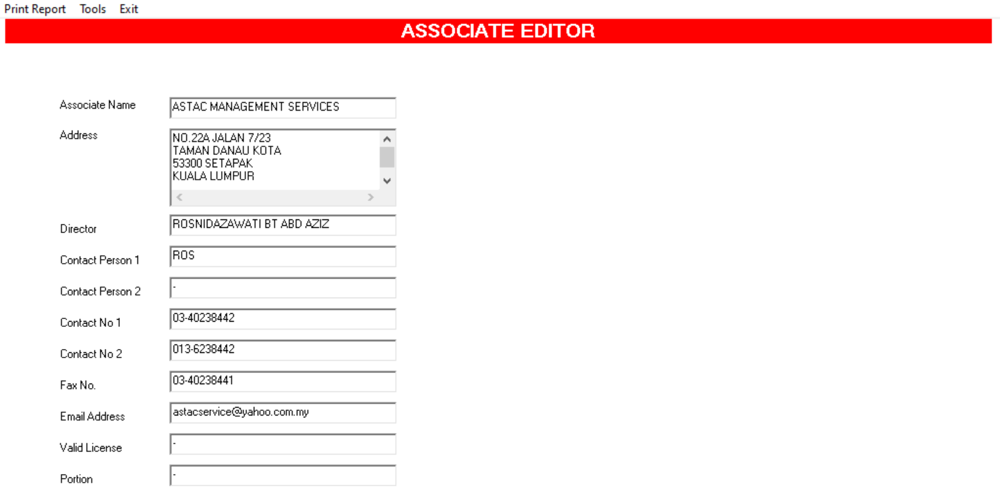 Print Report Tools Exit
ASSOCIATE EDITOR
Associate Name ASTAC MANAGEMENT SERVICES
Address NO.22A JALAN 7/23
TAMAN DANAU KOTA
53300 SETAPAK
KUALA LUMPUR
Director ROSNIDAZAWATI BT ABD AZIZ
Contact Person 1 ROS
Contact Person 2 -
Contact No 1 03-40238442
Contact No 2 013-6238442
Fax No. 03-40238441
Email Address astacservice@yahoo.com.my
Valid License -
Portion -